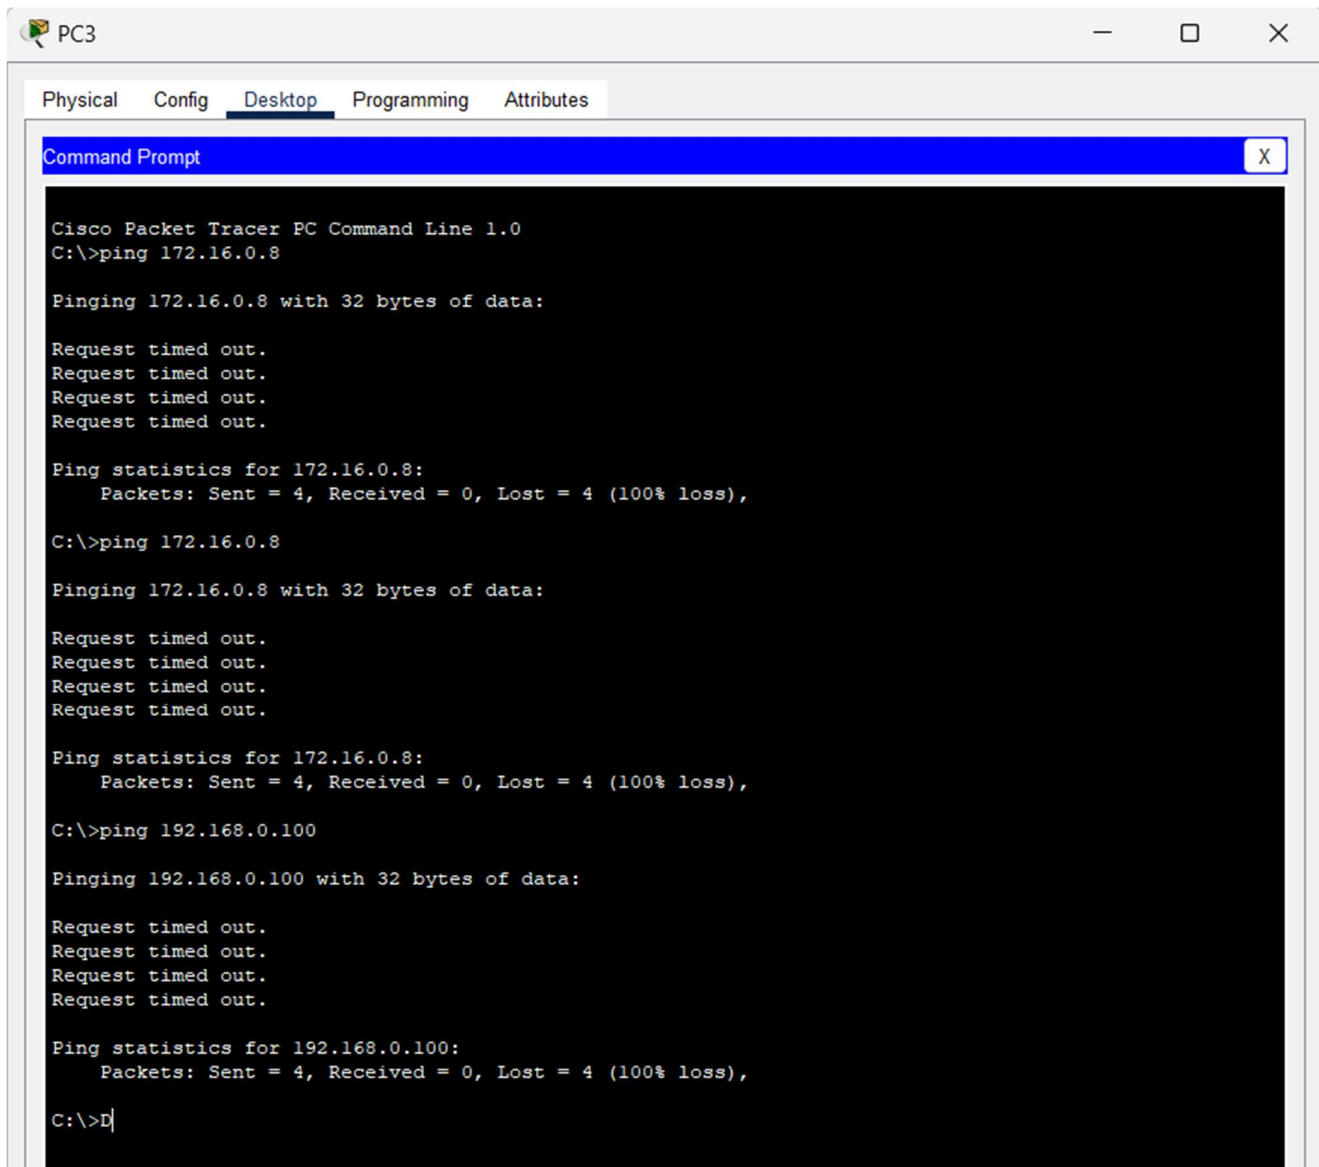 PC3
Physical Config Desktop Programming Attributes
Command Prompt
X
Cisco Packet Tracer PC Command Line 1.0
C:\>ping 172.16.0.8
Pinging 172.16.0.8 with 32 bytes of data:
Request timed out.
Request timed out.
Request timed out.
Request timed out.
Ping statistics for 172.16.0.8:
Packets: Sent = 4, Received = 0, Lost = 4 (100% loss),
C:\>ping 172.16.0.8
Pinging 172.16.0.8 with 32 bytes of data:
Request timed out.
Request timed out.
Request timed out.
Request timed out.
Ping statistics for 172.16.0.8:
Packets: Sent = 4, Received = 0, Lost = 4 (100% loss),
C:\>ping 192.168.0.100
Pinging 192.168.0.100 with 32 bytes of data:
Request timed out.
Request timed out.
Request timed out.
Request timed out.
Ping statistics for 192.168.0.100:
Packets: Sent = 4, Received = 0, Lost = 4 (100% loss),
C:\>D